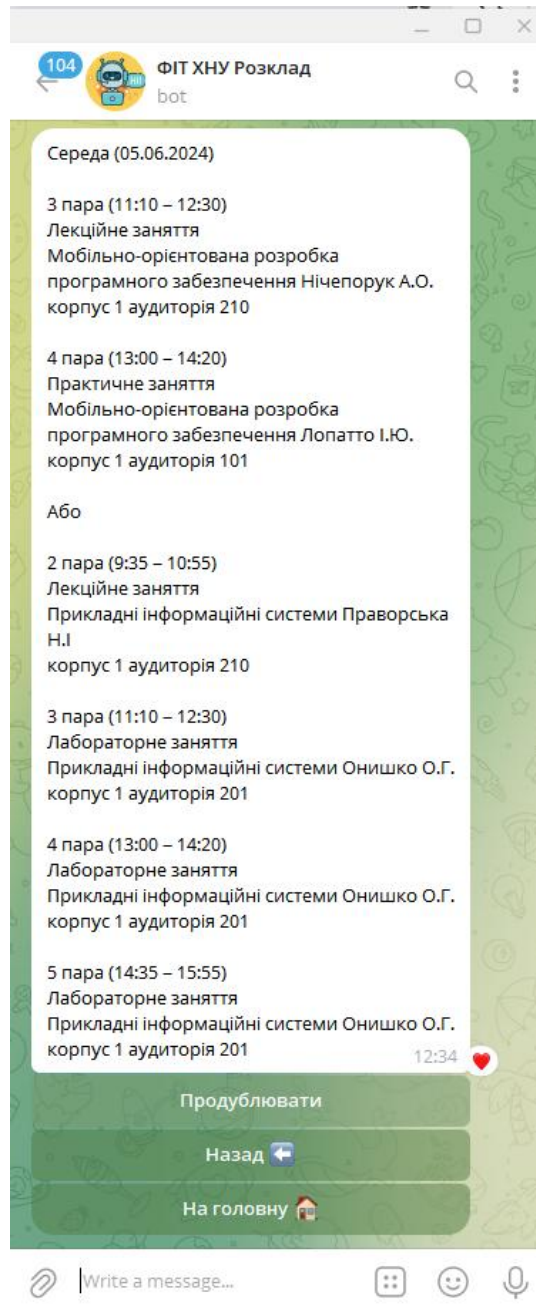 104
ФІТ ХНУ Розклад
bot
Середа (05.06.2024)
3 пара (11:10 – 12:30)
Лекційне заняття
Мобільно-орієнтована розробка
програмного забезпечення Нічепорук А.О.
корпус 1 аудиторія 210
4 пара (13:00 – 14:20)
Практичне заняття
Мобільно-орієнтована розробка
програмного забезпечення Лопатто І.Ю.
корпус 1 аудиторія 101
Або
2 пара (9:35 – 10:55)
Лекційне заняття
Прикладні інформаційні системи Праворська
Н.І
корпус 1 аудиторія 210
3 пара (11:10 – 12:30)
Лабораторне заняття
Прикладні інформаційні системи Онишко О.Г.
корпус 1 аудиторія 201
4 пара (13:00 – 14:20)
Лабораторне заняття
Прикладні інформаційні системи Онишко О.Г.
корпус 1 аудиторія 201
5 пара (14:35 – 15:55)
Лабораторне заняття
Прикладні інформаційні системи Онишко О.Г.
корпус 1 аудиторія 201
12:34
Продублювати
Назад
На головну
Write a message...